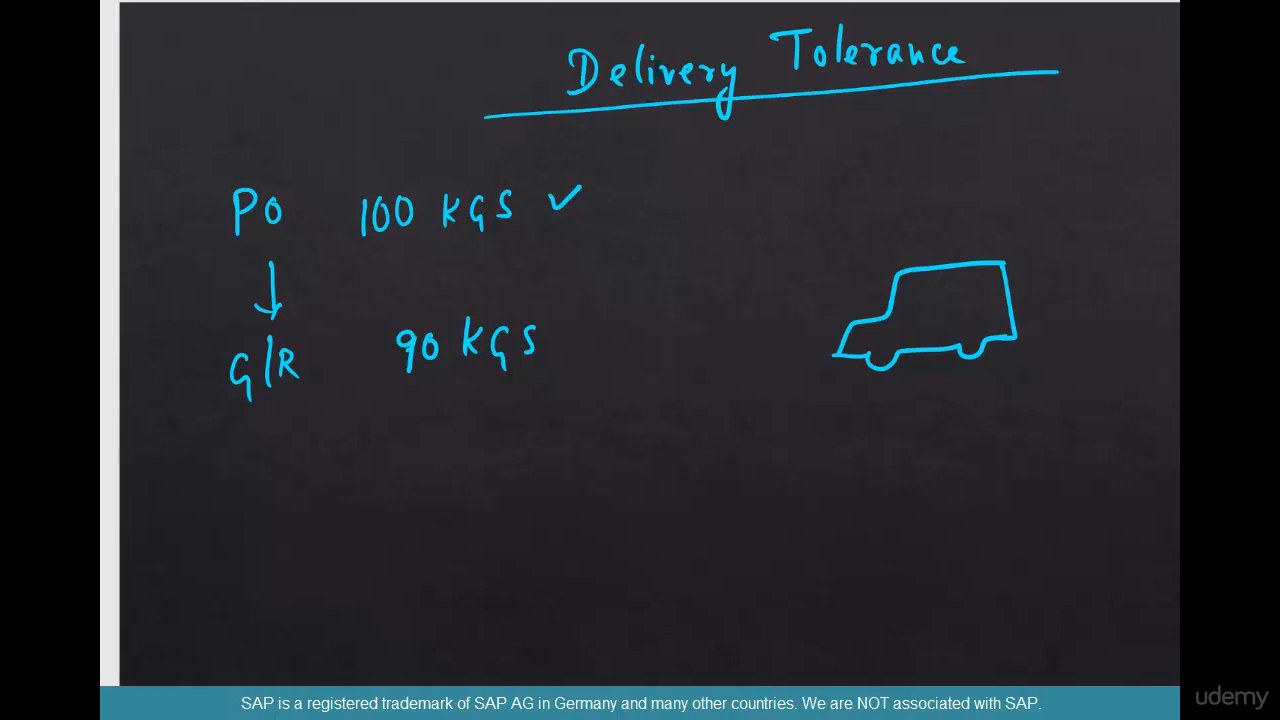 Delivery Tolerance
PO 100 KGS ✓
G/R 90 KGS
SAP is a registered trademark of SAP AG in Germany and many other countries. We are NOT associated with SAP.
udemy